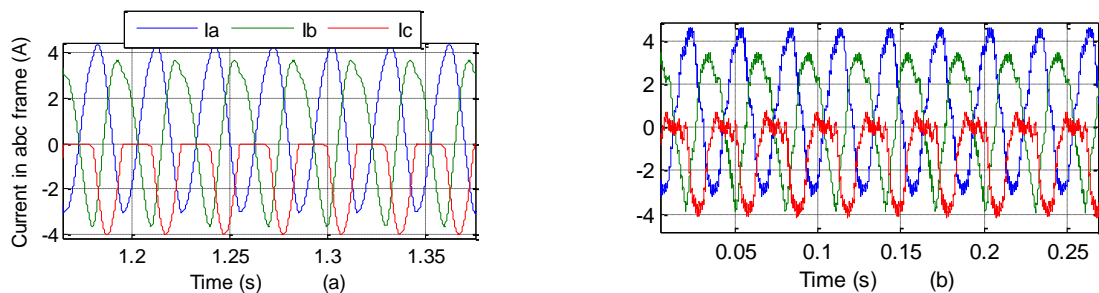 Ia Ib Ic
Current in abc frame (A)
4
2
0
-2
-4
1.2 1.25 1.3 1.35
Time (s) (a)
4
2
0
-2
-4
0.05 0.1 0.15 0.2 0.25
Time (s) (b)